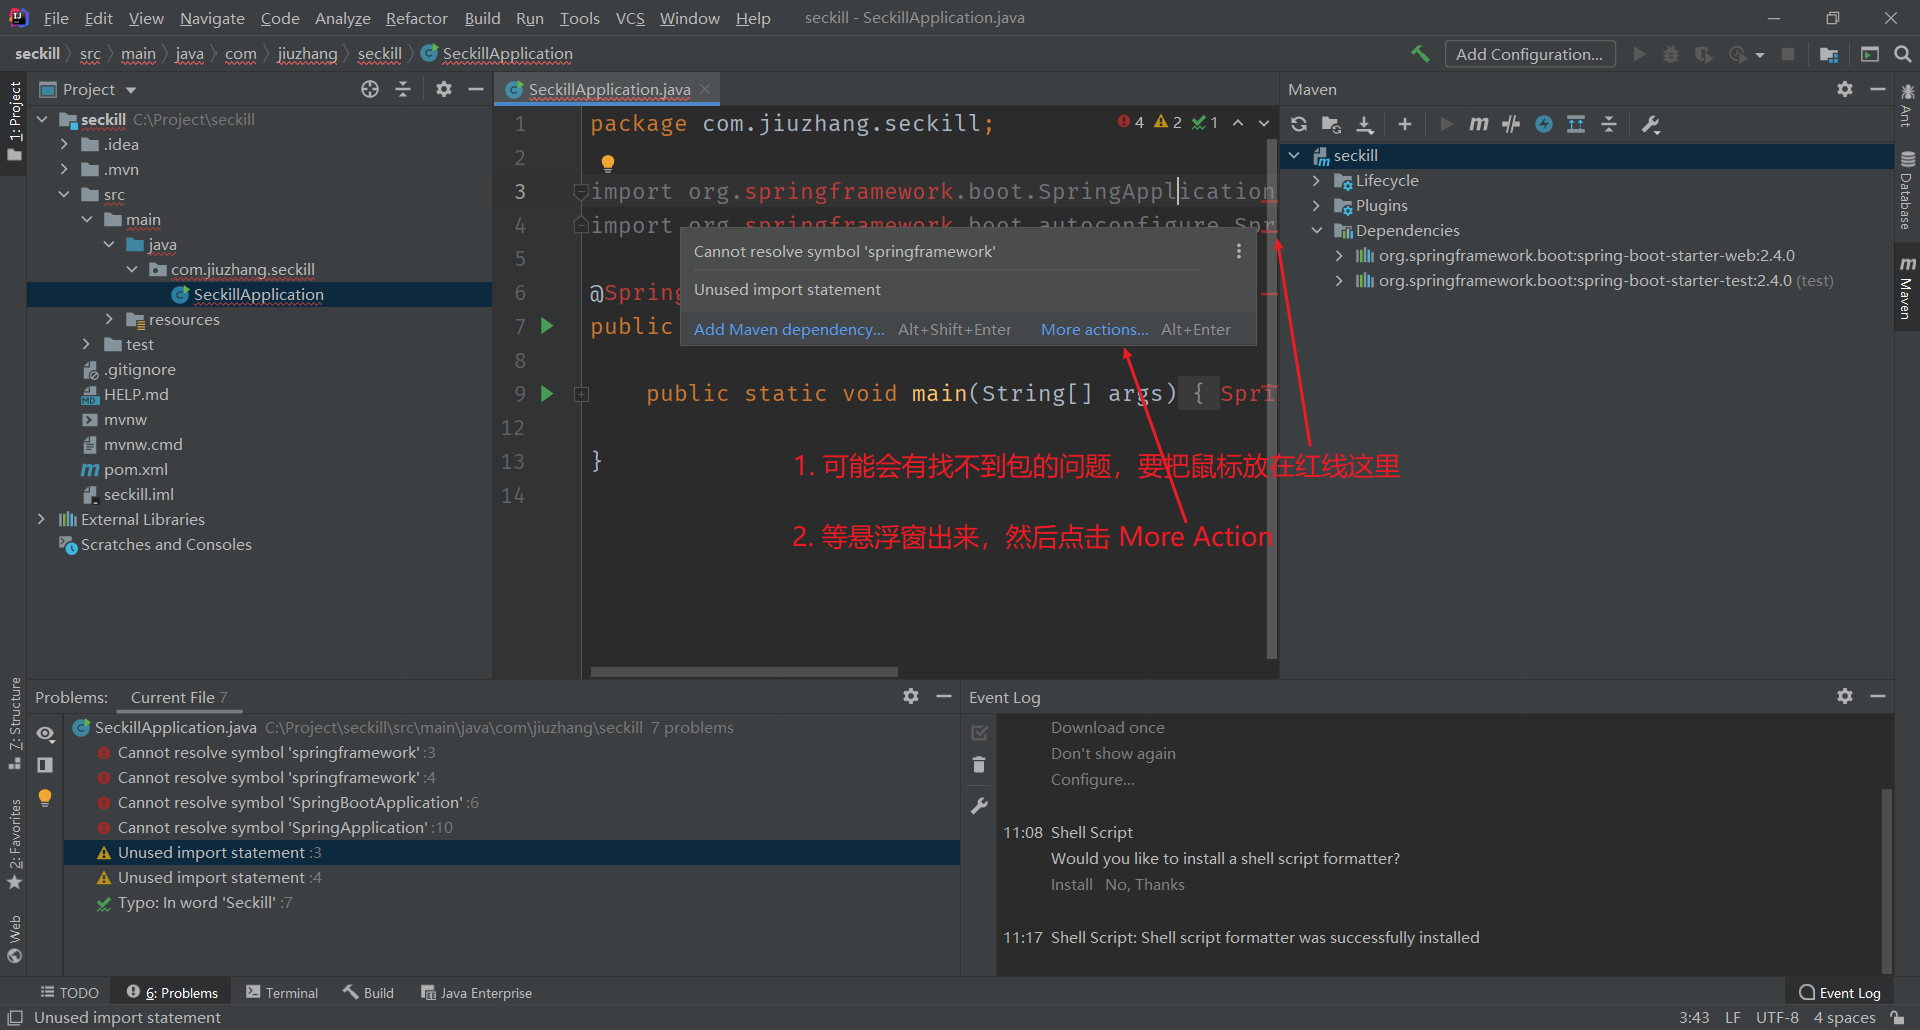 File Edit View Navigate Code Analyze Refactor Build Run Tools VCS Window Help seckill - SeckillApplication.java
seckill src main java com jiuzhang seckill SeckillApplication Add Configuration...
1: Project
Project
seckill C:\Project\seckill
.idea
.mvn
src
main
java
com.jiuzhang.seckill
SeckillApplication
resources
test
.gitignore
HELP.md
mvnw
mvnw.cmd
pom.xml
seckill.iml
External Libraries
Scratches and Consoles
SeckillApplication.java
4 2 1
1 package com.jiuzhang.seckill;
2
3 import org.springframework.boot.SpringApplication
4 import org.springframework.boot.autoconfigure.Spr
5
6 @Spring
7 public
8
9 public static void main(String[] args) { Spri
12
13 }
14
Cannot resolve symbol 'springframework'
Unused import statement
Add Maven dependency... Alt+Shift+Enter More actions... Alt+Enter
1. 可能会有找不到包的问题，要把鼠标放在红线这里
2. 等悬浮窗出来，然后点击 More Action
Maven
seckill
Lifecycle
Plugins
Dependencies
org.springframework.boot:spring-boot-starter-web:2.4.0
org.springframework.boot:spring-boot-starter-test:2.4.0 (test)
Ant
Database
Maven
7: Structure
2: Favorites
Web
Problems: Current File 7
SeckillApplication.java C:\Project\seckill\src\main\java\com\jiuzhang\seckill 7 problems
Cannot resolve symbol 'springframework' :3
Cannot resolve symbol 'springframework' :4
Cannot resolve symbol 'SpringBootApplication' :6
Cannot resolve symbol 'SpringApplication' :10
Unused import statement :3
Unused import statement :4
Typo: In word 'Seckill' :7
Event Log
Download once
Don't show again
Configure...
11:08 Shell Script
Would you like to install a shell script formatter?
Install No, Thanks
11:17 Shell Script: Shell script formatter was successfully installed
TODO 6: Problems Terminal Build Java Enterprise Event Log
Unused import statement 3:43 LF UTF-8 4 spaces